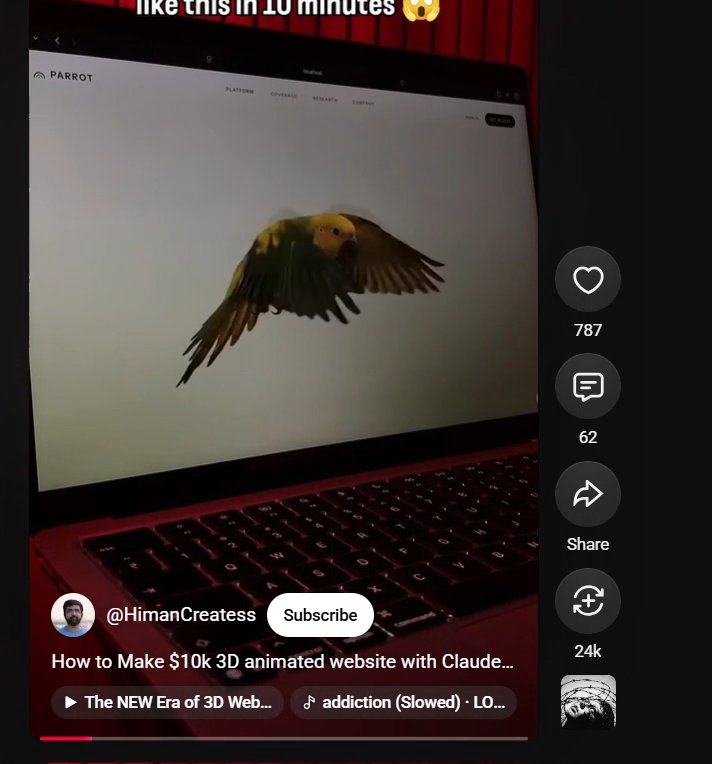 like this in 10 minutes 😱
PARROT
PLATFORM
COVERAGE
RESEARCH
COMPANY
787
62
Share
24k
@HimanCreatess
Subscribe
How to Make $10k 3D animated website with Claude...
The NEW Era of 3D Web...
addiction (Slowed) · LO...